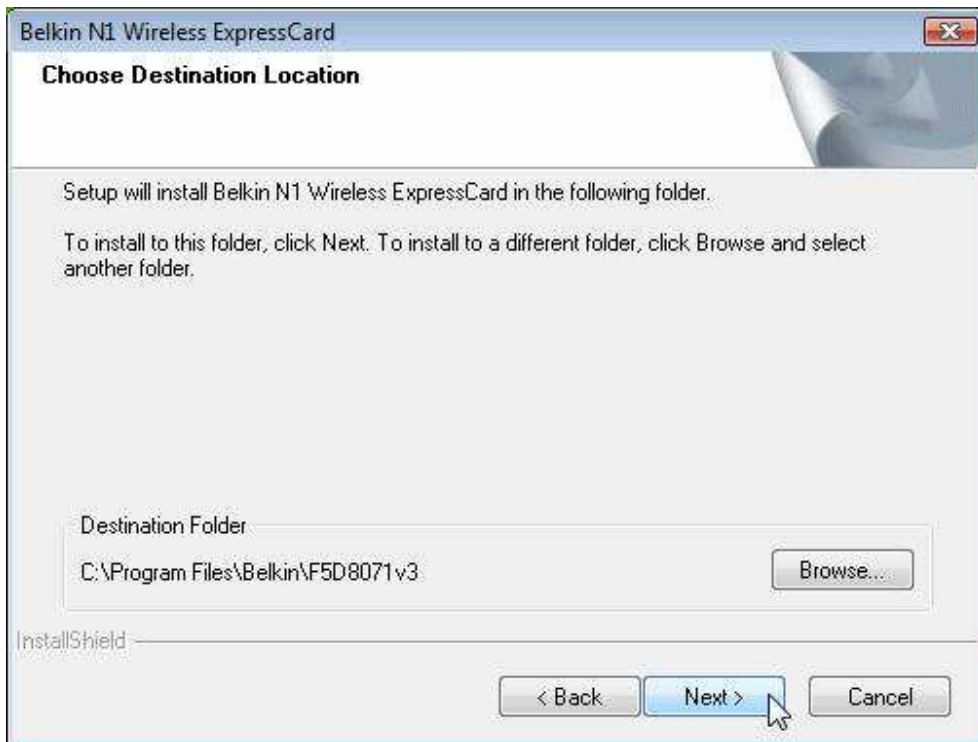 Belkin N1 Wireless ExpressCard
Choose Destination Location
Setup will install Belkin N1 Wireless ExpressCard in the following folder.
To install to this folder, click Next. To install to a different folder, click Browse and select
another folder.
Destination Folder
C:\Program Files\Belkin\F5D8071v3
Browse...
InstallShield
< Back
Next >
Cancel